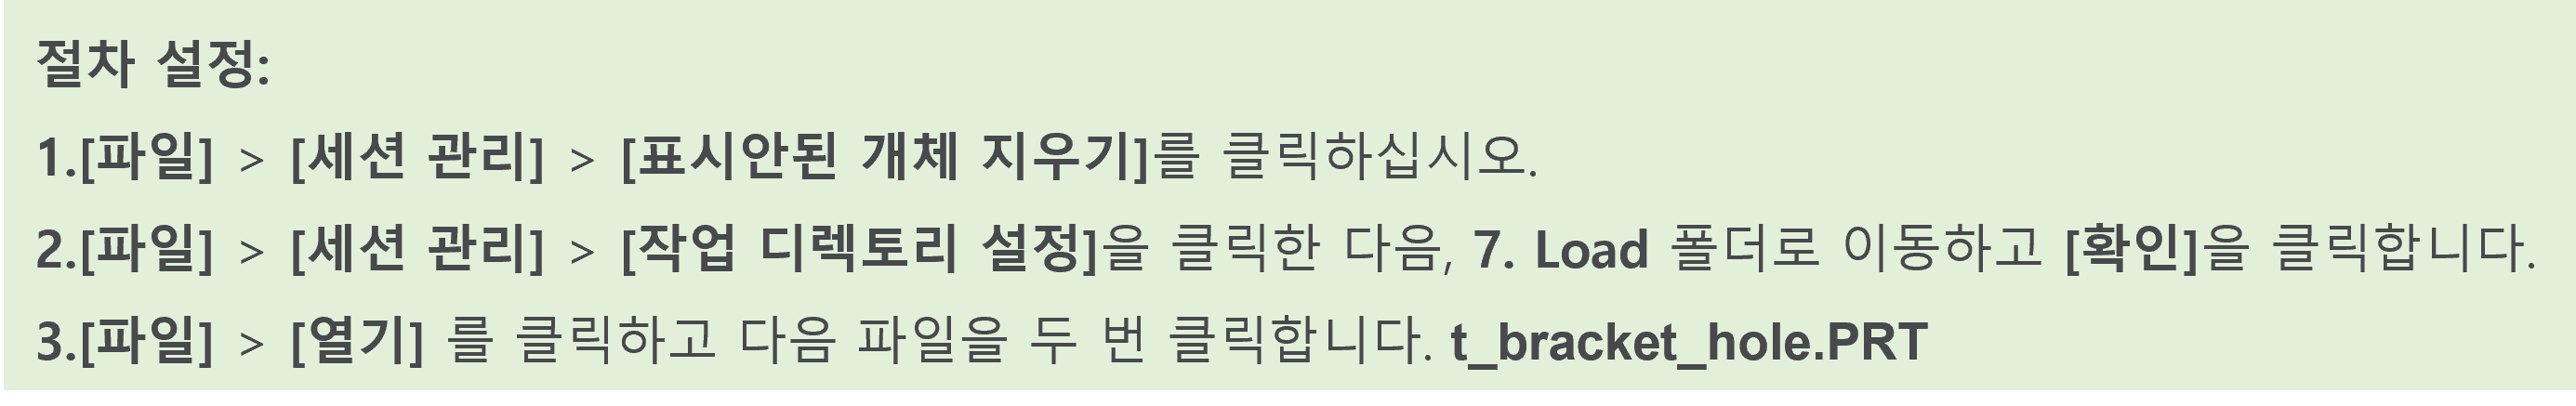 절차 설정:
1.[파일] > [세션 관리] > [표시안된 개체 지우기]를 클릭하십시오.
2.[파일] > [세션 관리] > [작업 디렉토리 설정]을 클릭한 다음, 7. Load 폴더로 이동하고 [확인]을 클릭합니다.
3.[파일] > [열기] 를 클릭하고 다음 파일을 두 번 클릭합니다. t_bracket_hole.PRT